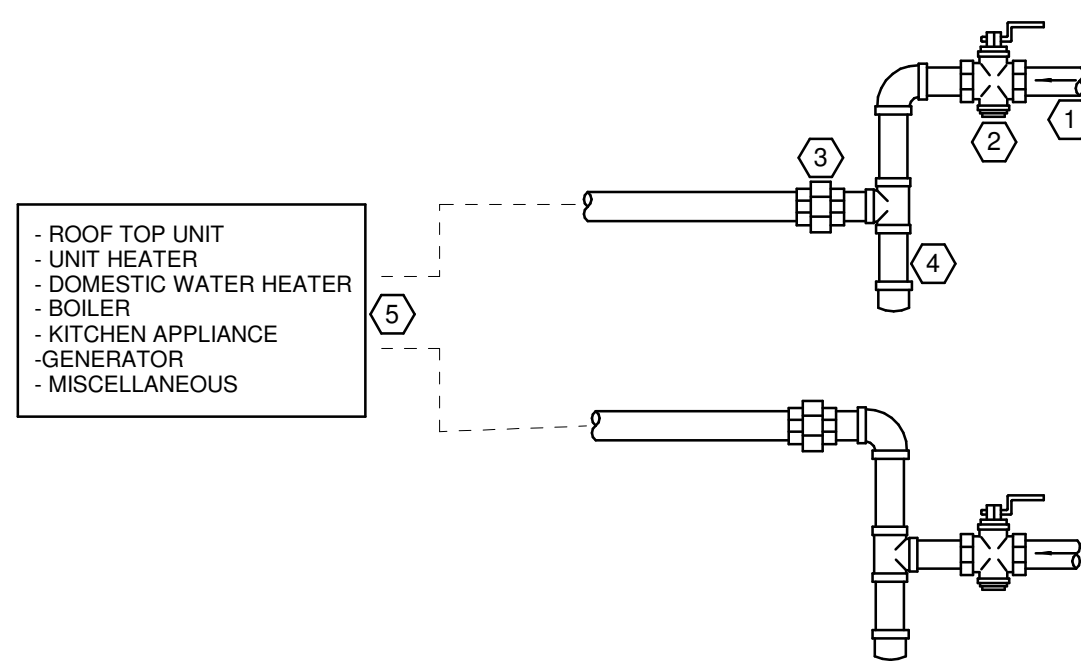 1
2
3
- ROOF TOP UNIT
- UNIT HEATER
- DOMESTIC WATER HEATER
- BOILER
- KITCHEN APPLIANCE
-GENERATOR
- MISCELLANEOUS
4
5